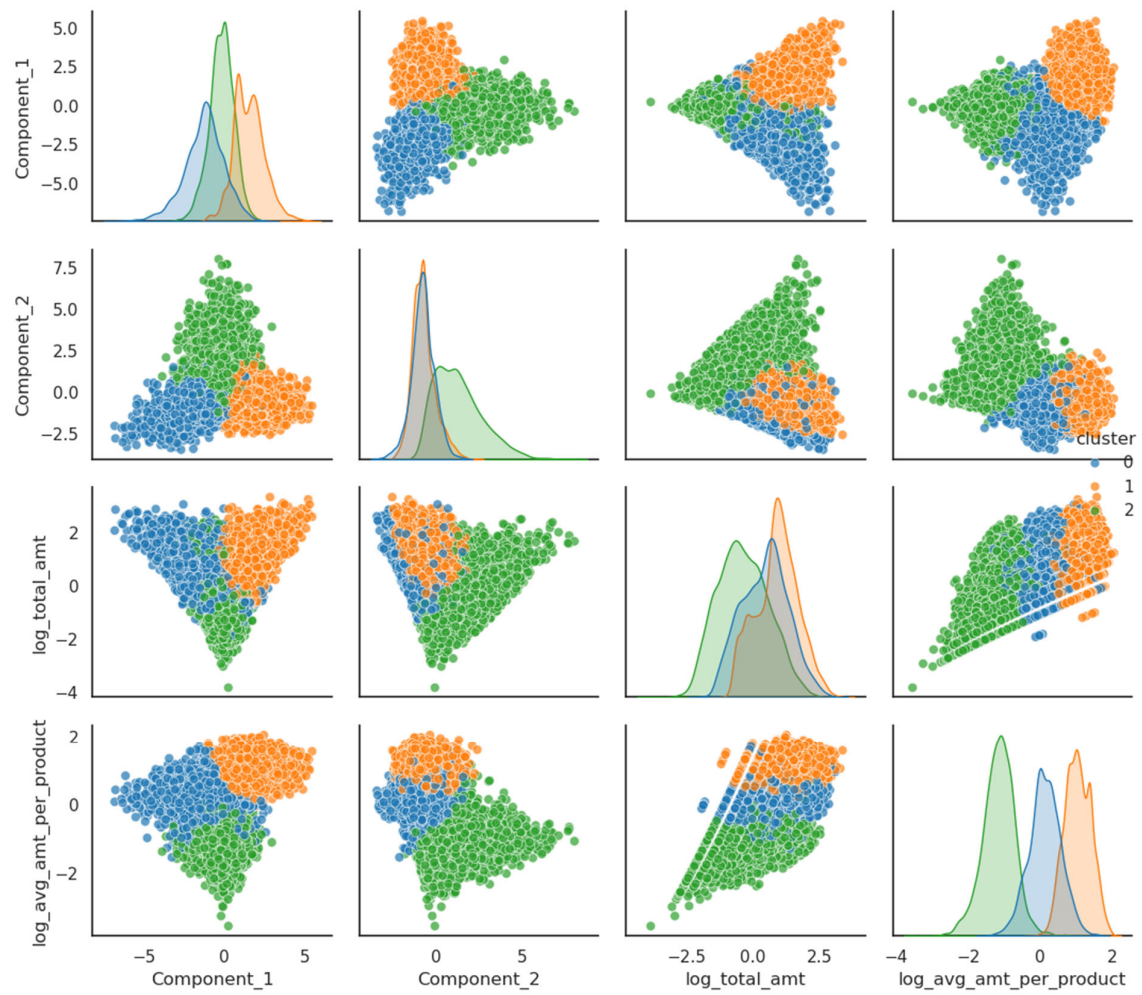 Component_1
5.0
2.5
0.0
−2.5
−5.0
Component_2
7.5
5.0
2.5
0.0
−2.5
cluster
0
1
2
log_total_amt
2
0
−2
−4
log_avg_amt_per_product
2
0
−2
−5 0 5
Component_1
0 5
Component_2
−2.5 0.0 2.5
log_total_amt
−4 −2 0 2
log_avg_amt_per_product